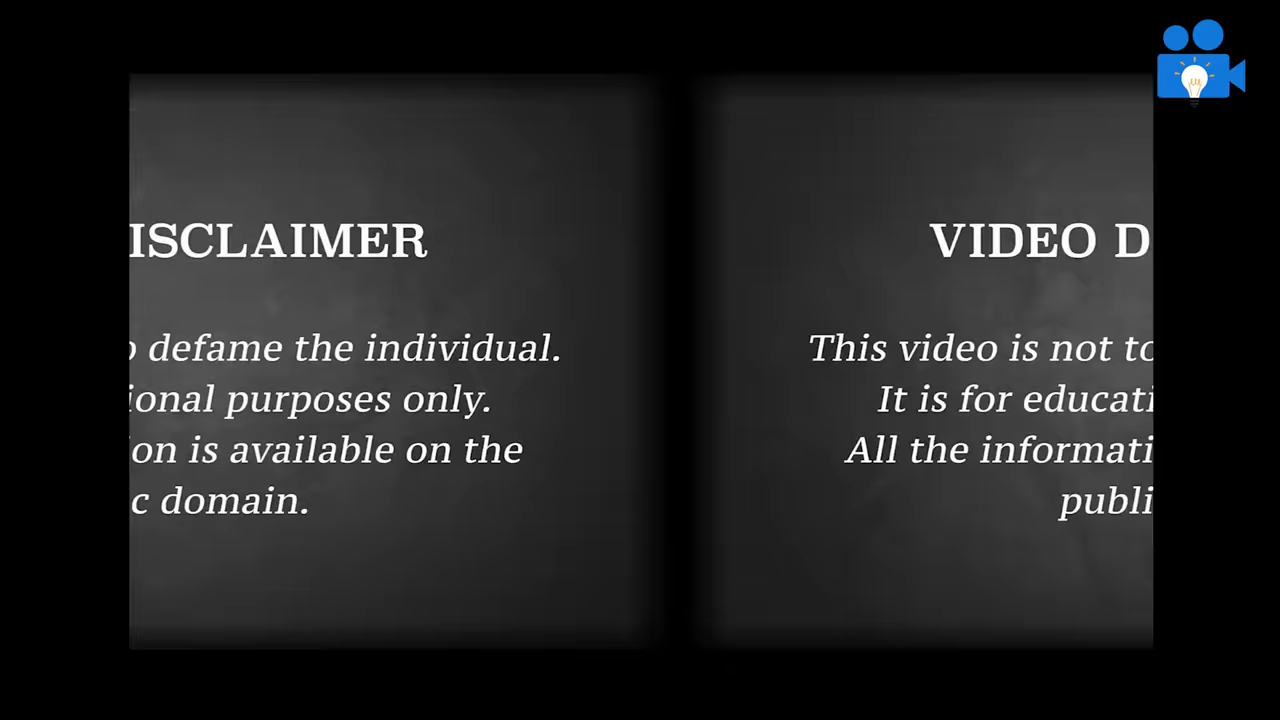 ISCLAIMER
o defame the individual.
ional purposes only.
ion is available on the
c domain.
VIDEO D
This video is not to
It is for educati
All the informati
publi